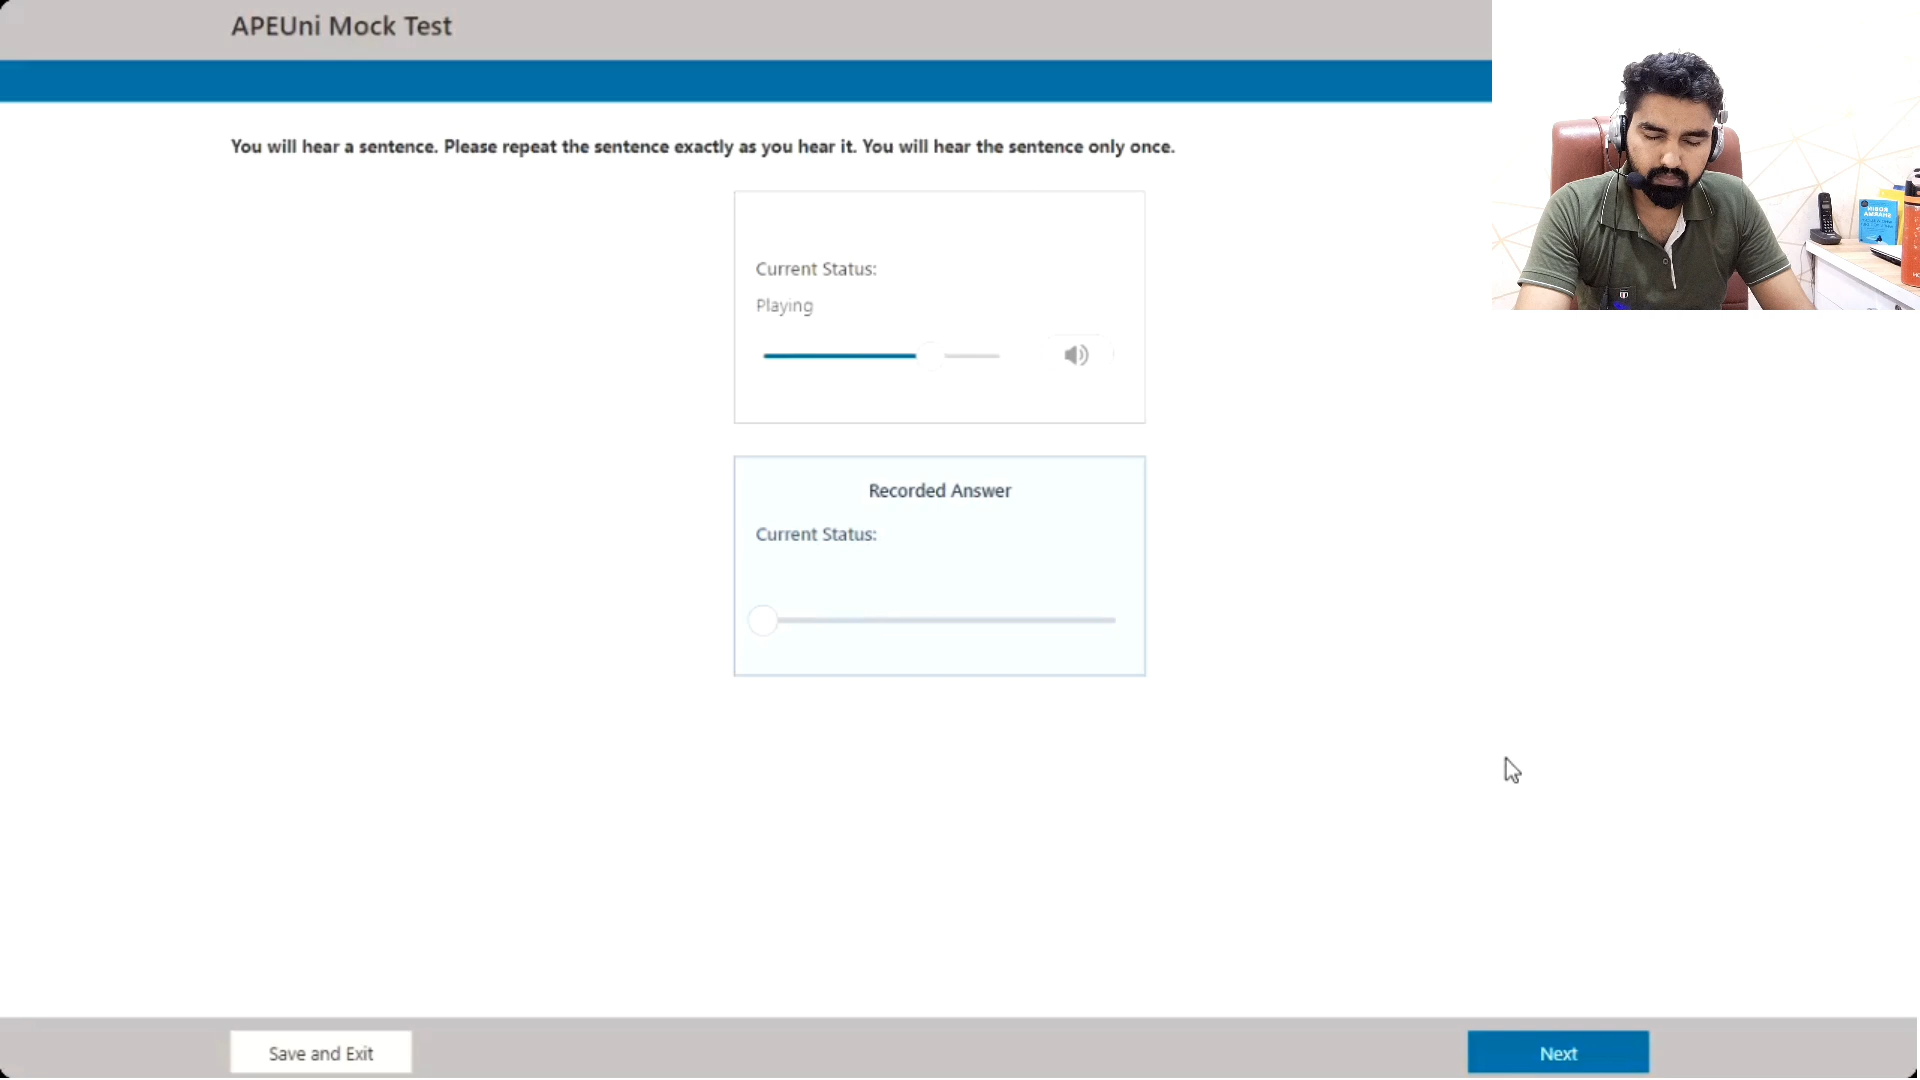 APEUni Mock Test
You will hear a sentence. Please repeat the sentence exactly as you hear it. You will hear the sentence only once.
Current Status:
Playing
Recorded Answer
Current Status:
Save and Exit
Next